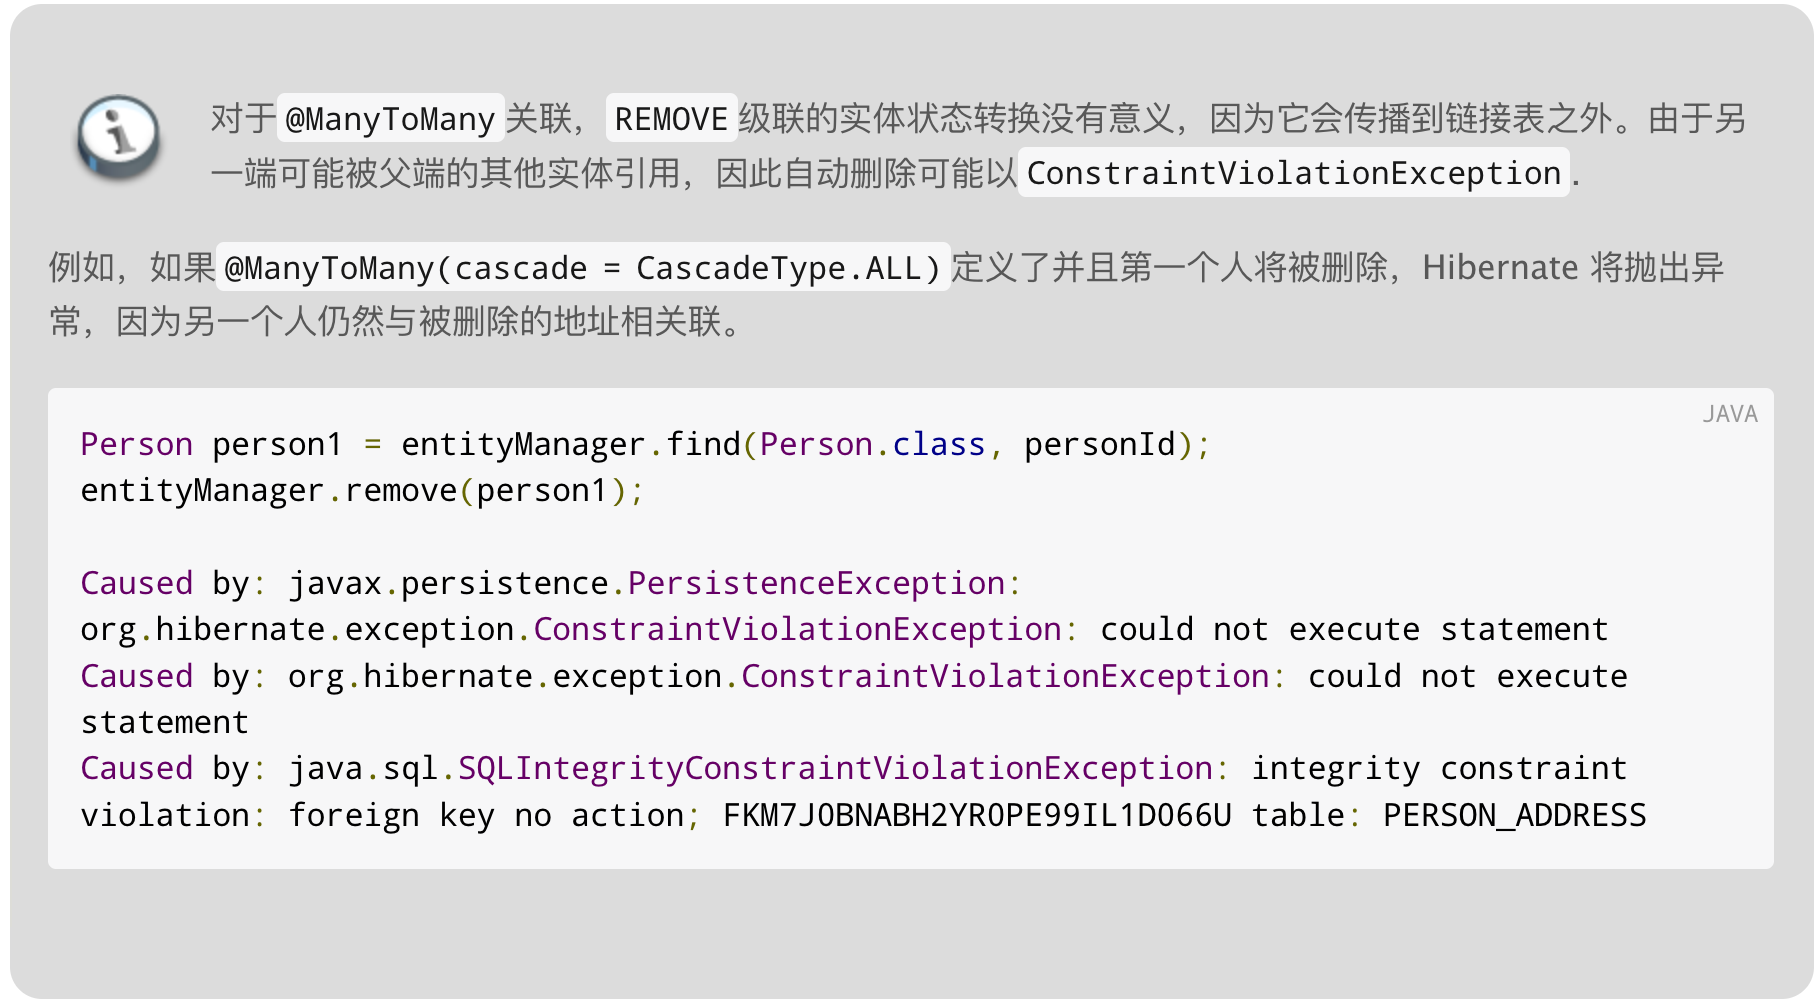 对于@ManyToMany关联，REMOVE级联的实体状态转换没有意义，因为它会传播到链接表之外。由于另
一端可能被父端的其他实体引用，因此自动删除可能以ConstraintViolationException.
例如，如果@ManyToMany(cascade = CascadeType.ALL)定义了并且第一个人将被删除，Hibernate 将抛出异
常，因为另一个人仍然与被删除的地址相关联。
JAVA
Person person1 = entityManager.find(Person.class, personId);
entityManager.remove(person1);
Caused by: javax.persistence.PersistenceException:
org.hibernate.exception.ConstraintViolationException: could not execute statement
Caused by: org.hibernate.exception.ConstraintViolationException: could not execute
statement
Caused by: java.sql.SQLIntegrityConstraintViolationException: integrity constraint
violation: foreign key no action; FKM7J0BNABH2YR0PE99IL1D066U table: PERSON_ADDRESS